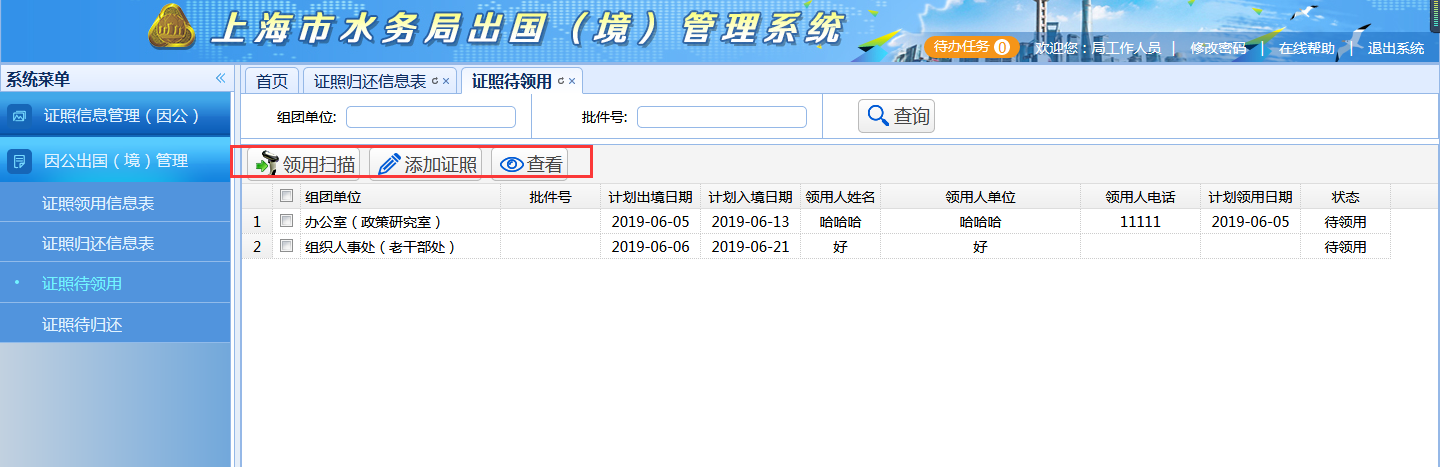 上海市水务局出国（境）管理系统
待办任务 0 欢迎您：局工作人员 | 修改密码 | 在线帮助 | 退出系统
系统菜单
首页 证照归还信息表 证照待领用
证照信息管理（因公）
因公出国（境）管理
证照领用信息表
证照归还信息表
证照待领用
证照待归还
组团单位: 批件号: 查询
领用扫描 添加证照 查看
组团单位 批件号 计划出境日期 计划入境日期 领用人姓名 领用人单位 领用人电话 计划领用日期 状态
1 办公室（政策研究室） 2019-06-05 2019-06-13 哈哈哈 哈哈哈 11111 2019-06-05 待领用
2 组织人事处（老干部处） 2019-06-06 2019-06-21 好 好 待领用